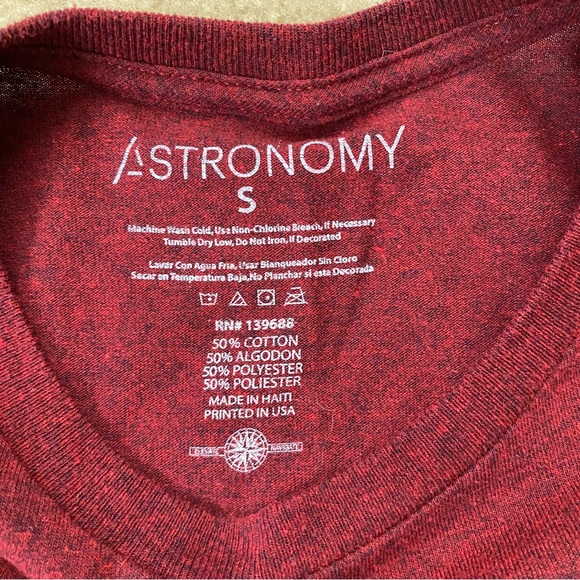 ASTRONOMY
S
Machine Wash Cold, Use Non-Chlorine Bleach, If Necessary
Tumble Dry Low, Do Not Iron, If Decorated
Lavar Con Agua Fria, Usar Blanqueador Sin Cloro
Secar en Temperatura Baja, No Planchar si esta Decorada
RN# 139688
50% COTTON
50% ALGODON
50% POLYESTER
50% POLIESTER
MADE IN HAITI
PRINTED IN USA
ELEVATE NAVIGATE